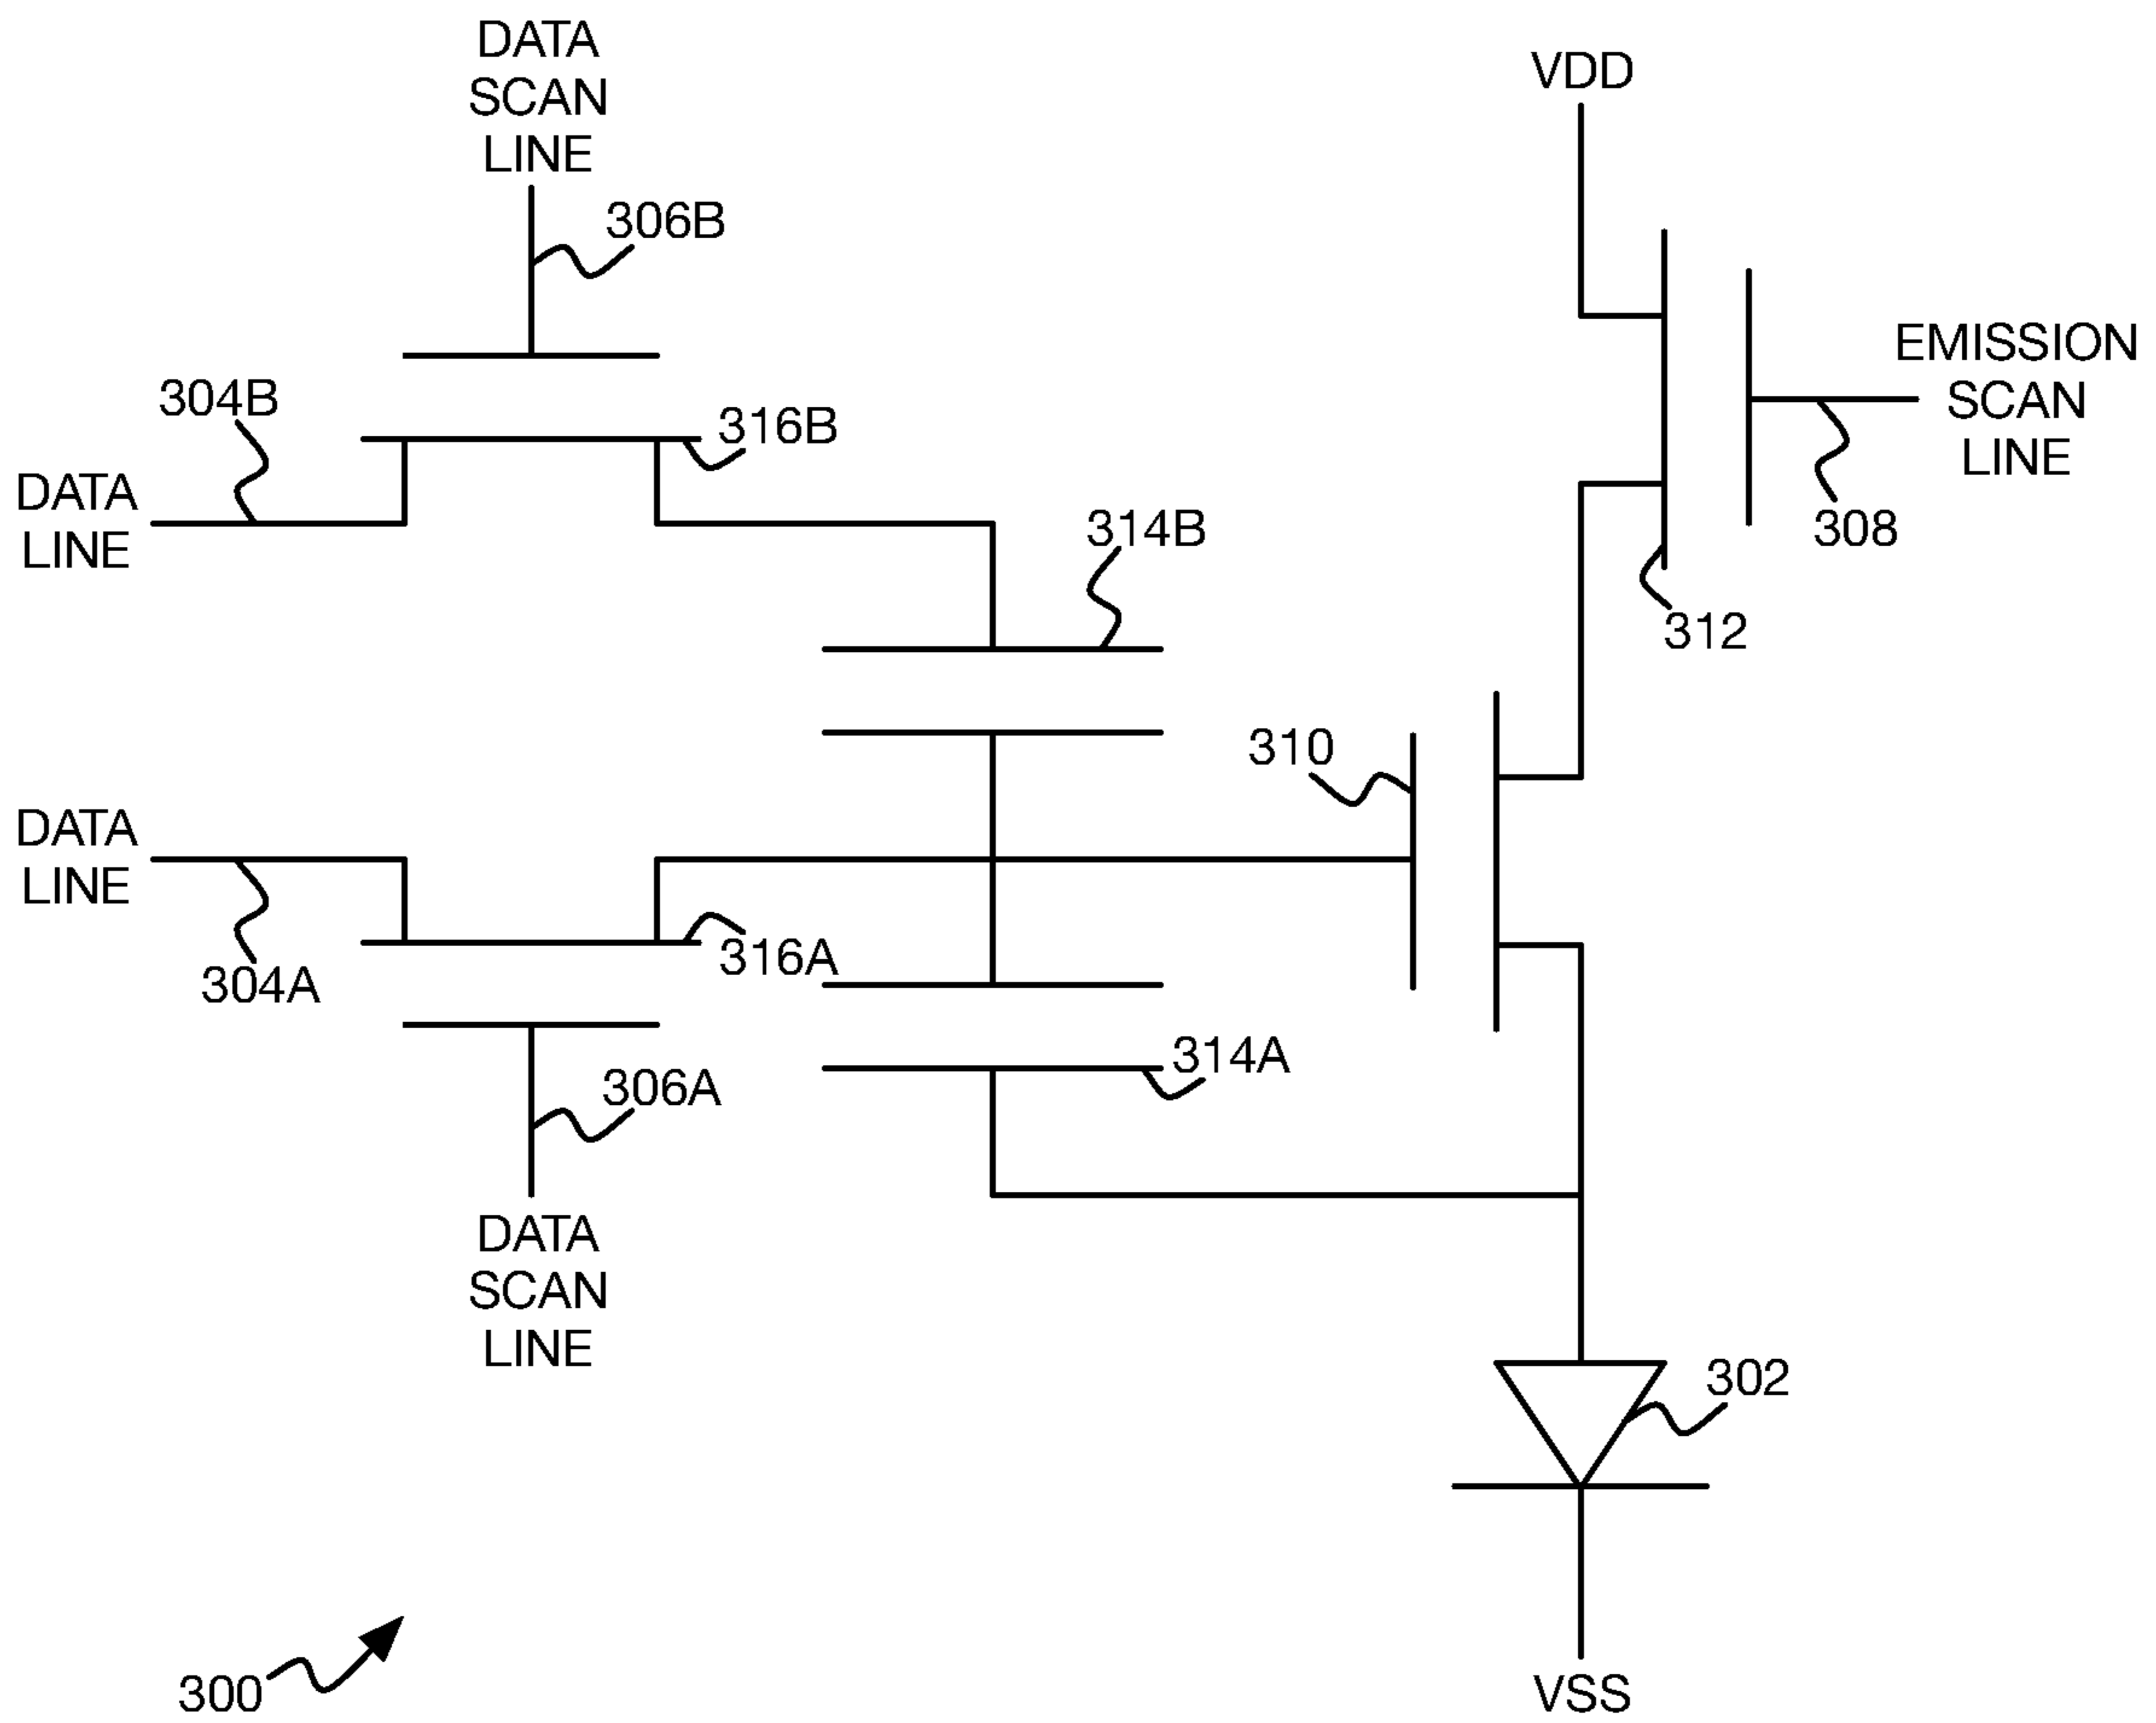 DATA
SCAN
LINE
VDD
306B
EMISSION
SCAN
LINE
304B
316B
DATA
LINE
314B
308
312
310
DATA
LINE
316A
304A
314A
306A
DATA
SCAN
LINE
302
300
VSS